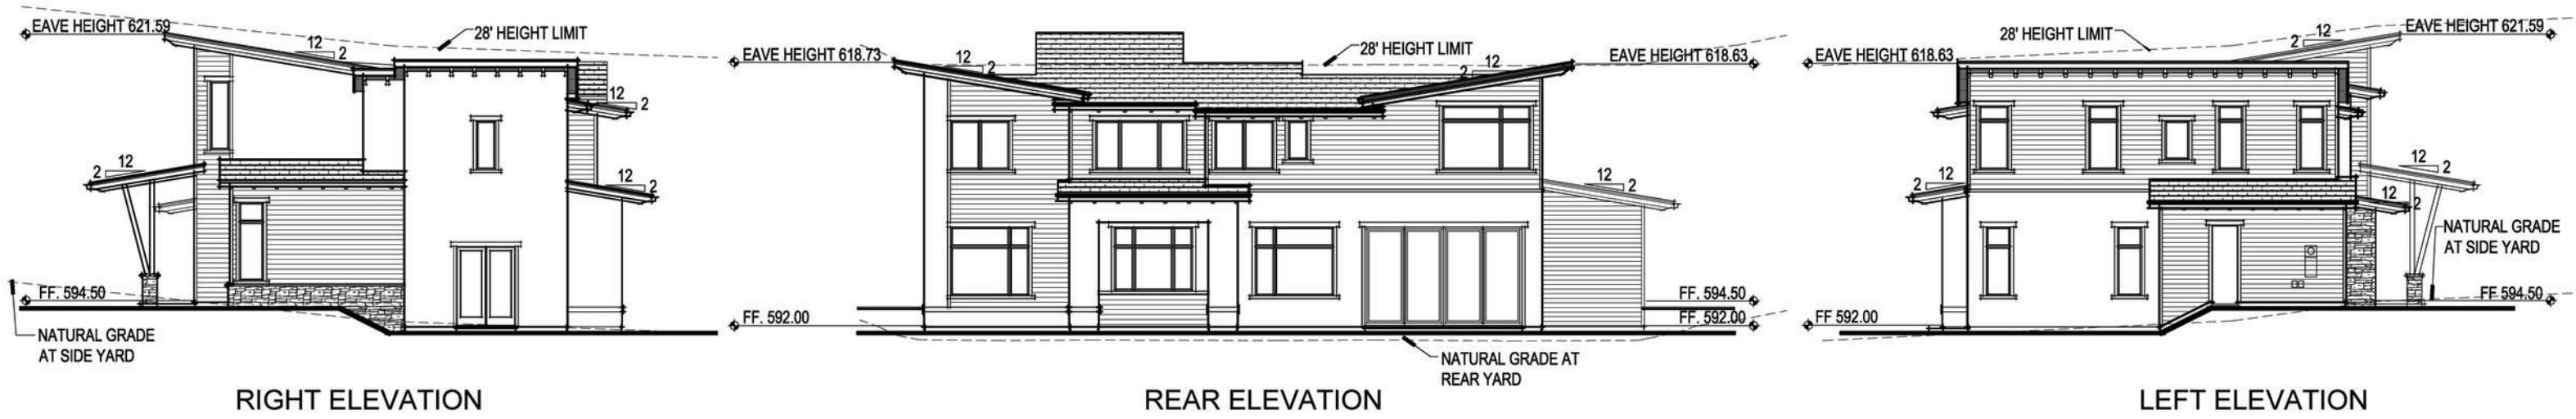 EAVE HEIGHT 621.59
12
2
28' HEIGHT LIMIT
12
2
2
12
12
2
FF. 594.50
NATURAL GRADE
AT SIDE YARD
RIGHT ELEVATION
EAVE HEIGHT 618.73
12
2
28' HEIGHT LIMIT
12
2
EAVE HEIGHT 618.63
12
2
FF. 594.50
FF. 592.00
FF. 592.00
NATURAL GRADE AT
REAR YARD
REAR ELEVATION
EAVE HEIGHT 618.63
28' HEIGHT LIMIT
12
2
EAVE HEIGHT 621.59
12
2
12
2
12
2
NATURAL GRADE
AT SIDE YARD
FF. 594.50
FF 592.00
LEFT ELEVATION